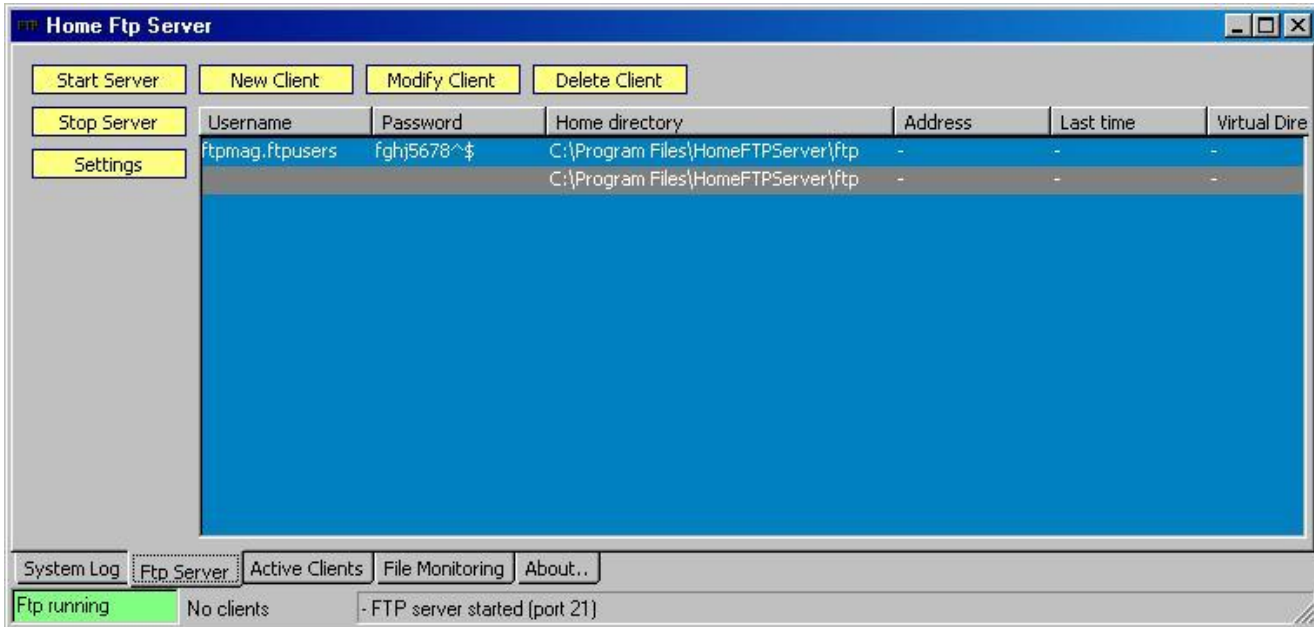 Home Ftp Server
Start Server New Client Modify Client Delete Client
Stop Server Username Password Home directory Address Last time Virtual Dire
ftpmag.ftpusers fghj5678^$ C:\Program Files\HomeFTPServer\ftp - - -
Settings
C:\Program Files\HomeFTPServer\ftp - - -
System Log Ftp Server Active Clients File Monitoring About..
Ftp running No clients - FTP server started (port 21)